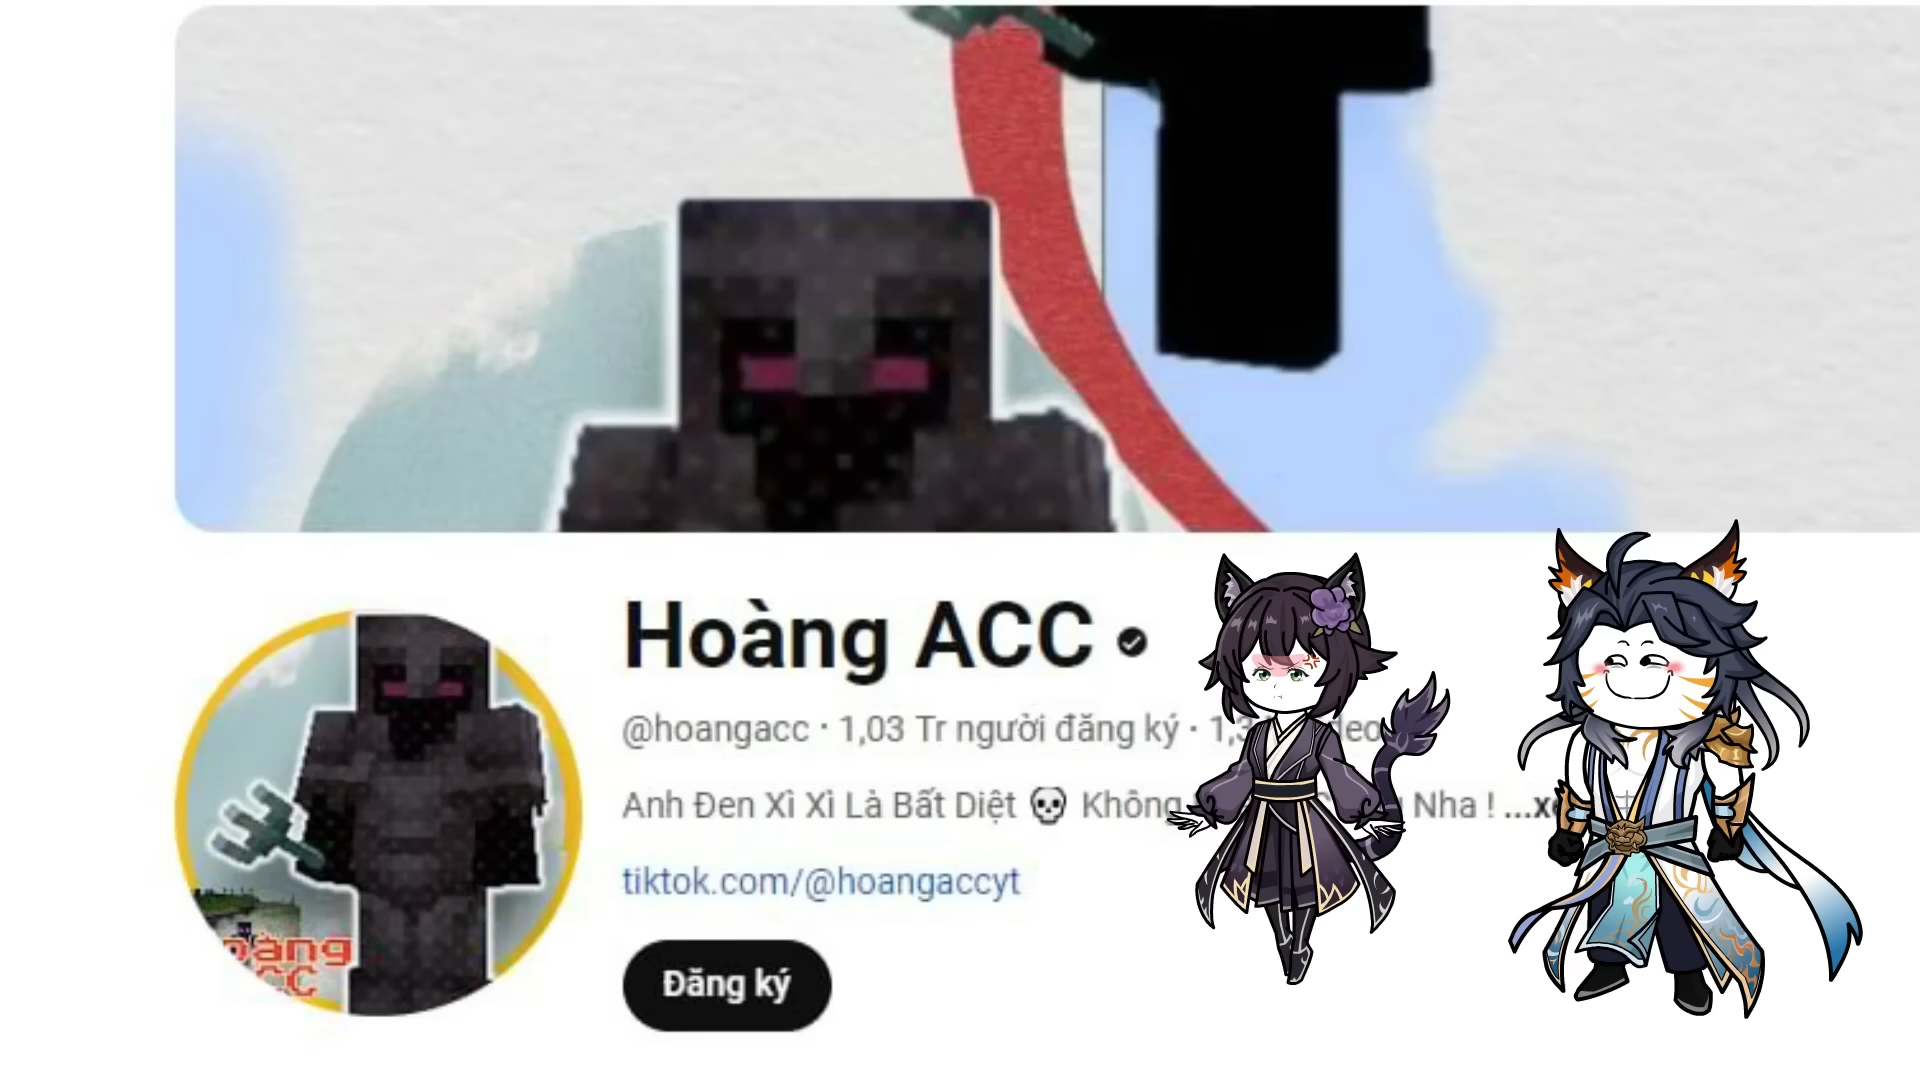 Hoàng ACC
@hoangacc · 1,03 Tr người đăng ký ·
Anh Đen Xì Xì Là Bất Diệt 💀 Không Nha ! ...
tiktok.com/@hoangaccyt
Đăng ký